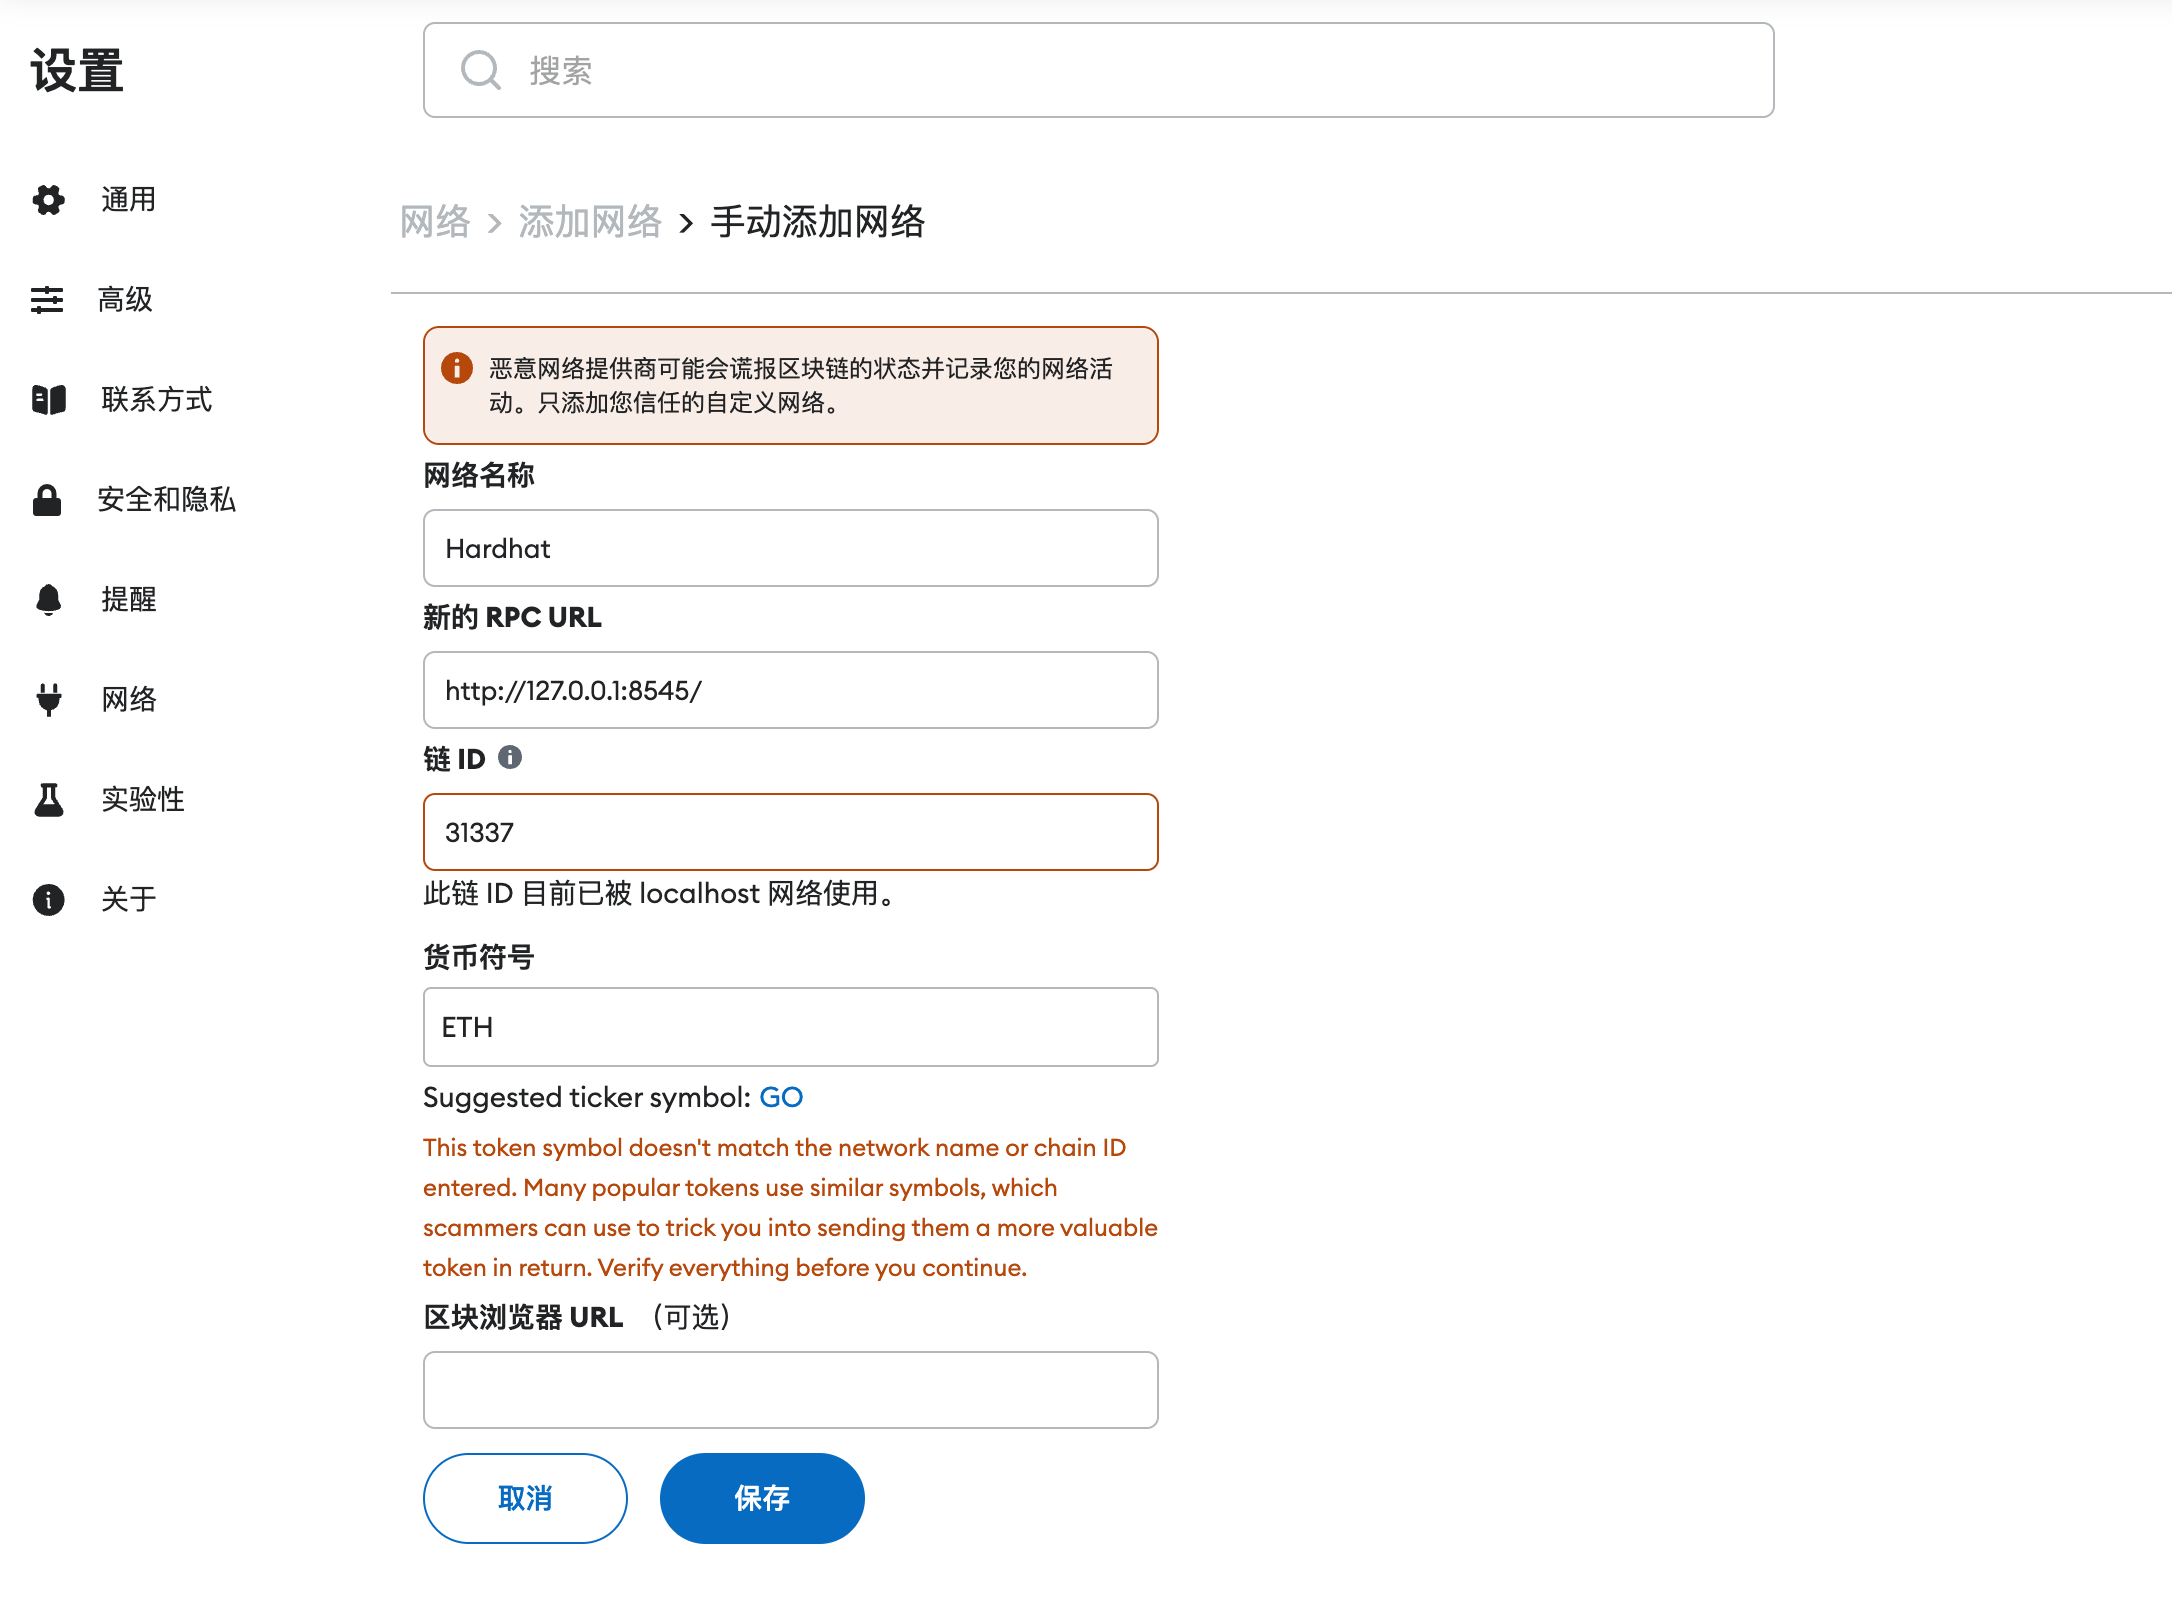 设置
搜索
通用
高级
联系方式
安全和隐私
提醒
网络
实验性
关于
网络 > 添加网络 > 手动添加网络
恶意网络提供商可能会谎报区块链的状态并记录您的网络活
动。只添加您信任的自定义网络。
网络名称
Hardhat
新的 RPC URL
http://127.0.0.1:8545/
链 ID
31337
此链 ID 目前已被 localhost 网络使用。
货币符号
ETH
Suggested ticker symbol: GO
This token symbol doesn't match the network name or chain ID
entered. Many popular tokens use similar symbols, which
scammers can use to trick you into sending them a more valuable
token in return. Verify everything before you continue.
区块浏览器 URL （可选）
取消
保存